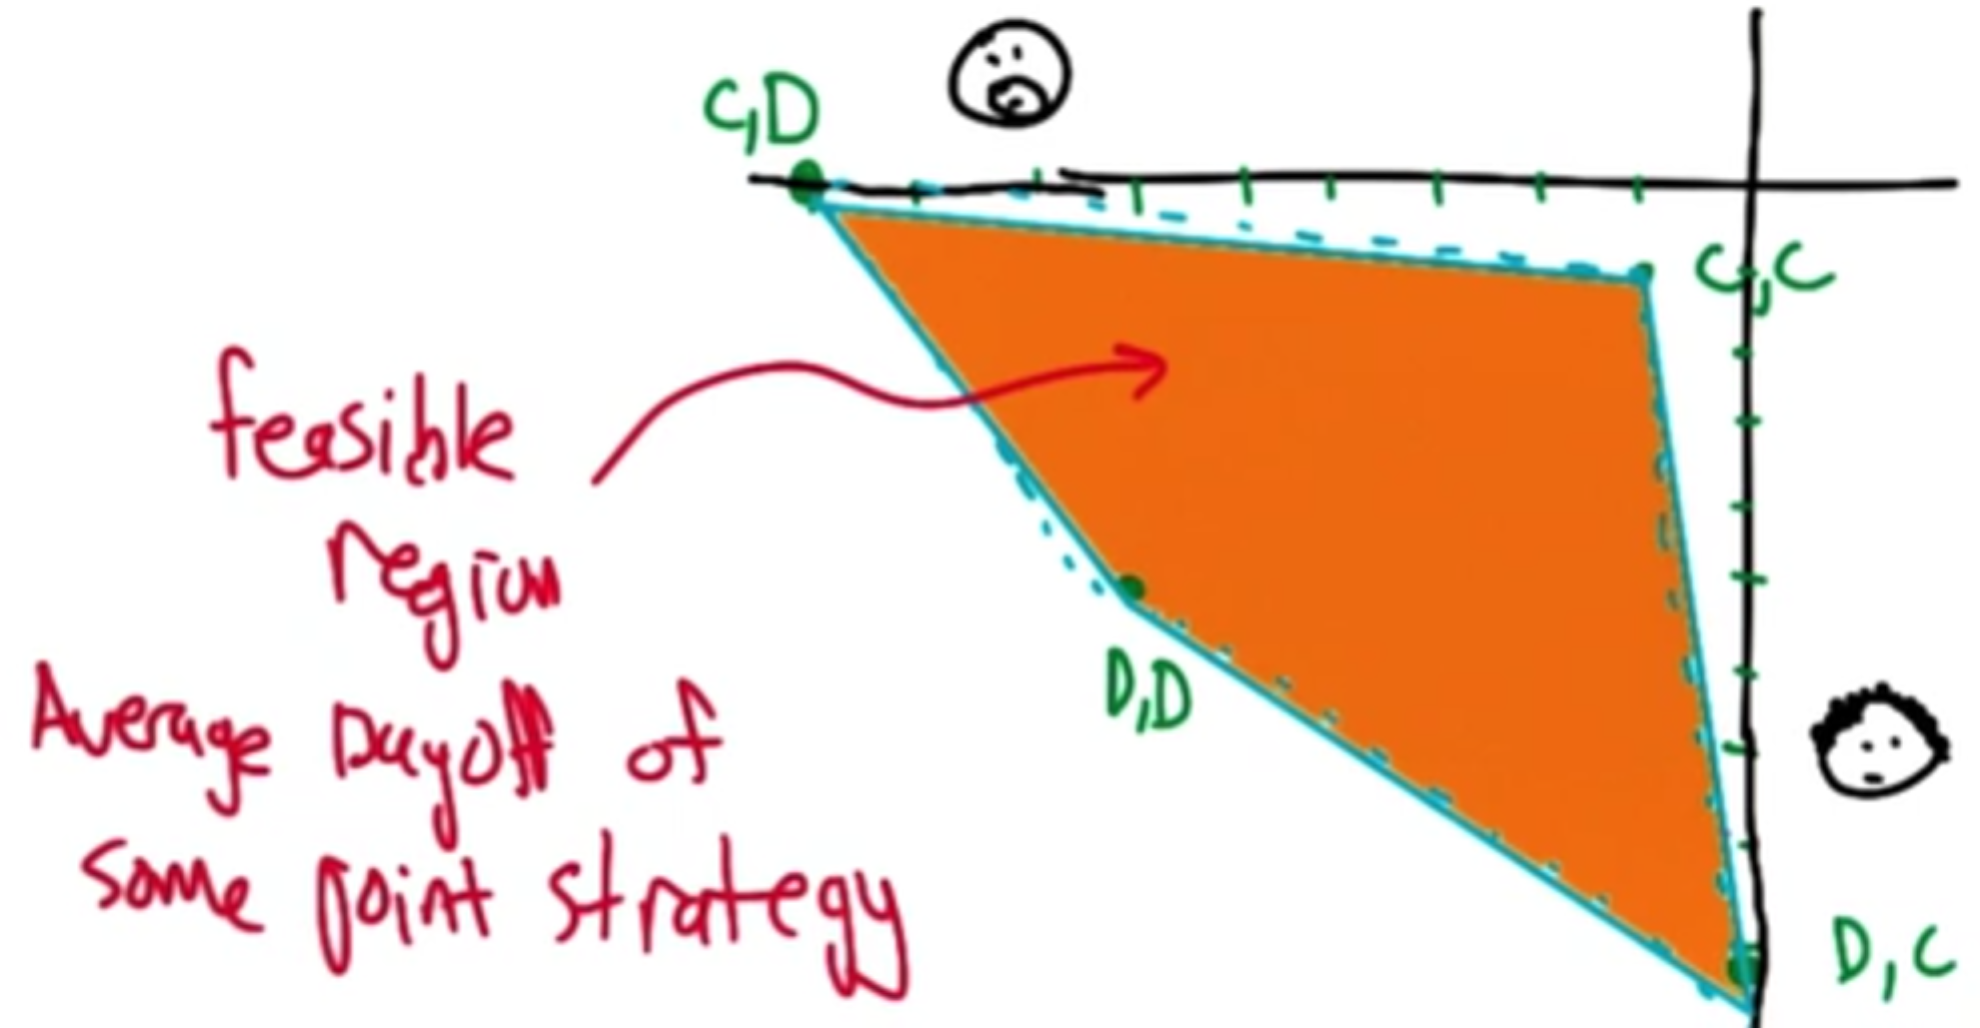 C,D
C,C
feasible
region
D,D
Average payoff of
some joint strategy
D,C